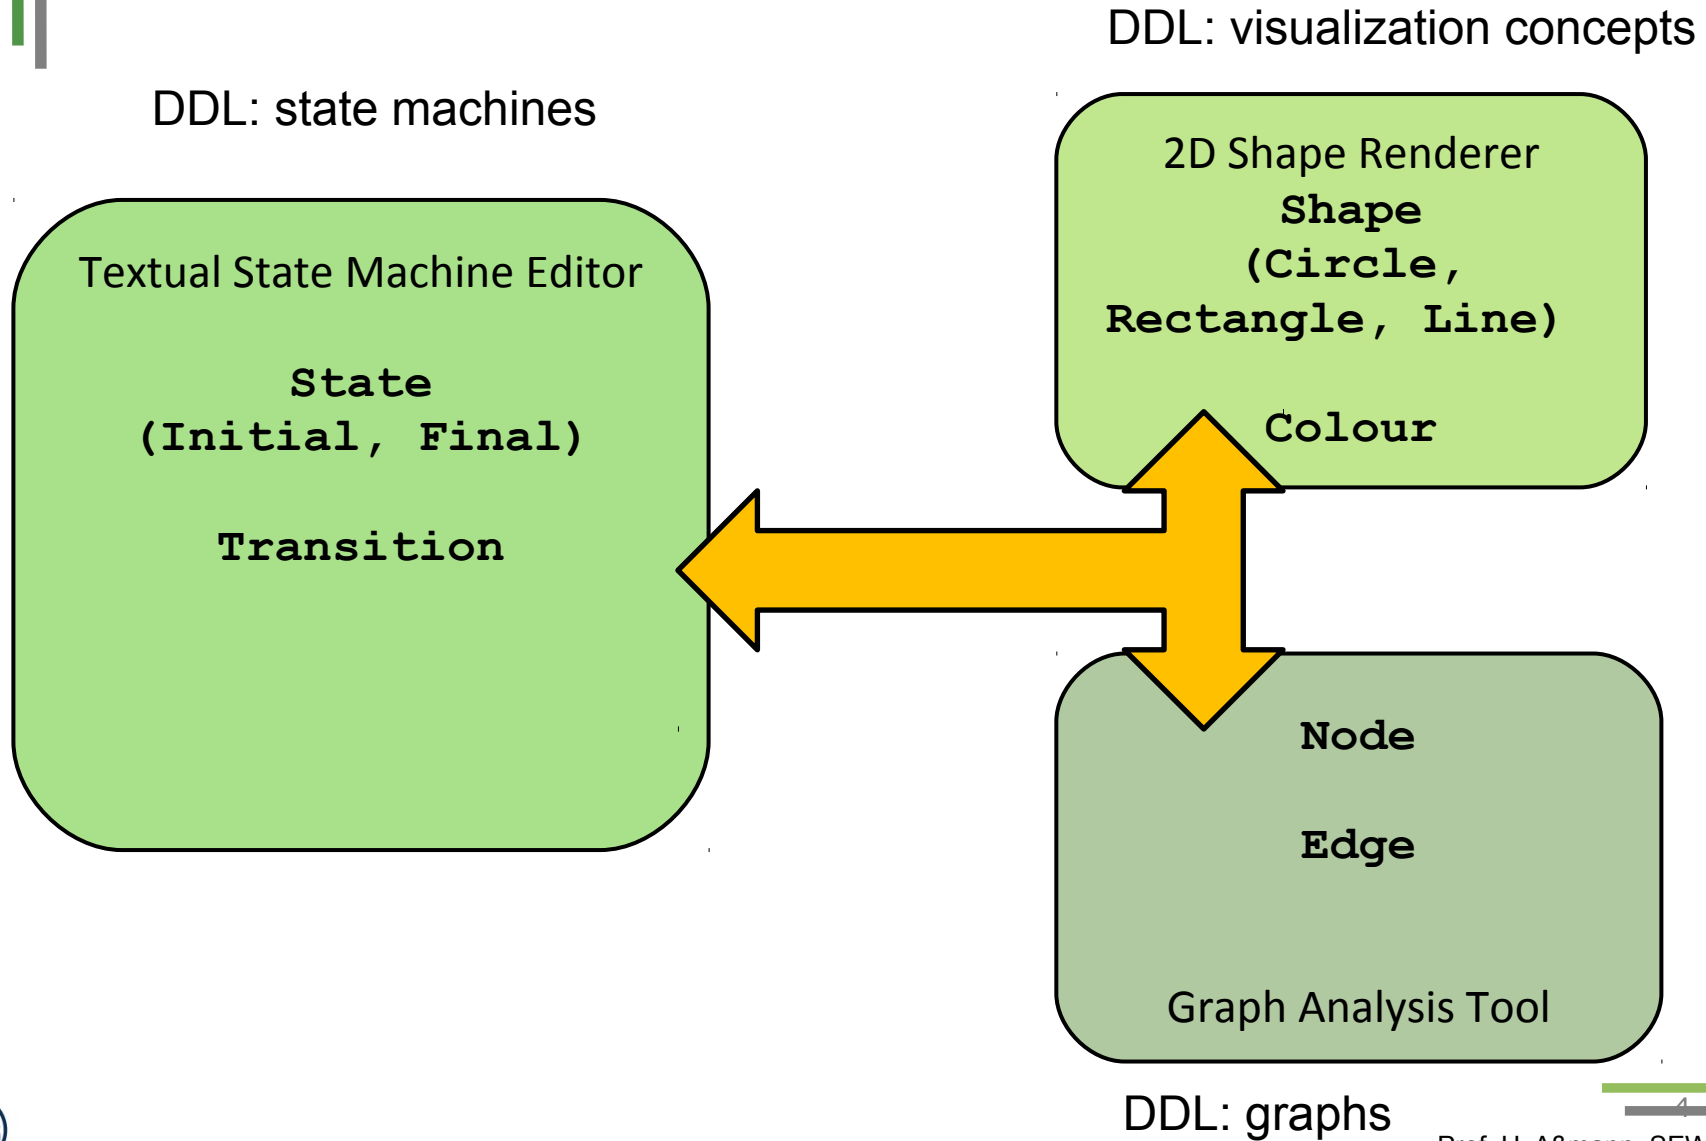 DDL: visualization concepts
DDL: state machines
2D Shape Renderer
Shape
(Circle,
Rectangle, Line)
Colour
Textual State Machine Editor
State
(Initial, Final)
Transition
Node
Edge
Graph Analysis Tool
DDL: graphs
4